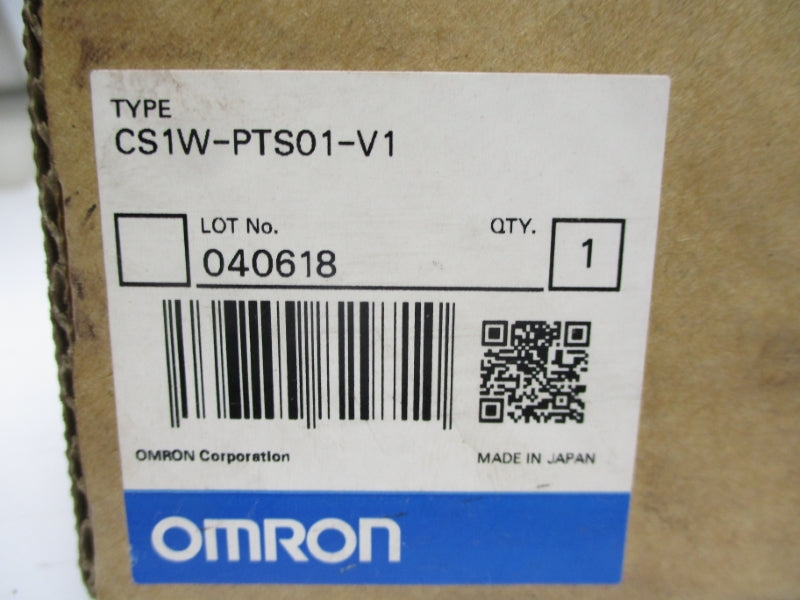 TYPE
CS1W-PTS01-V1
LOT No. QTY.
040618 1
OMRON Corporation MADE IN JAPAN
OMRON